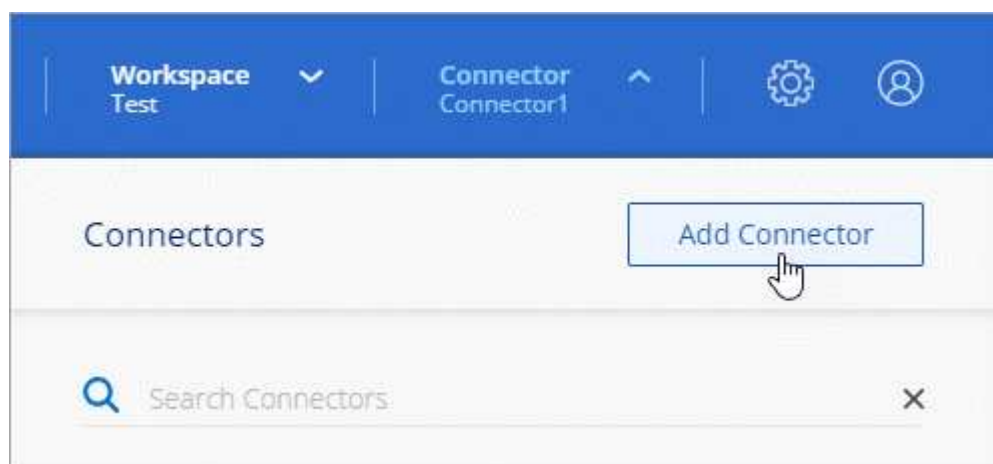 Workspace
Test
Connector
Connector1
Connectors
Add Connector
Search Connectors